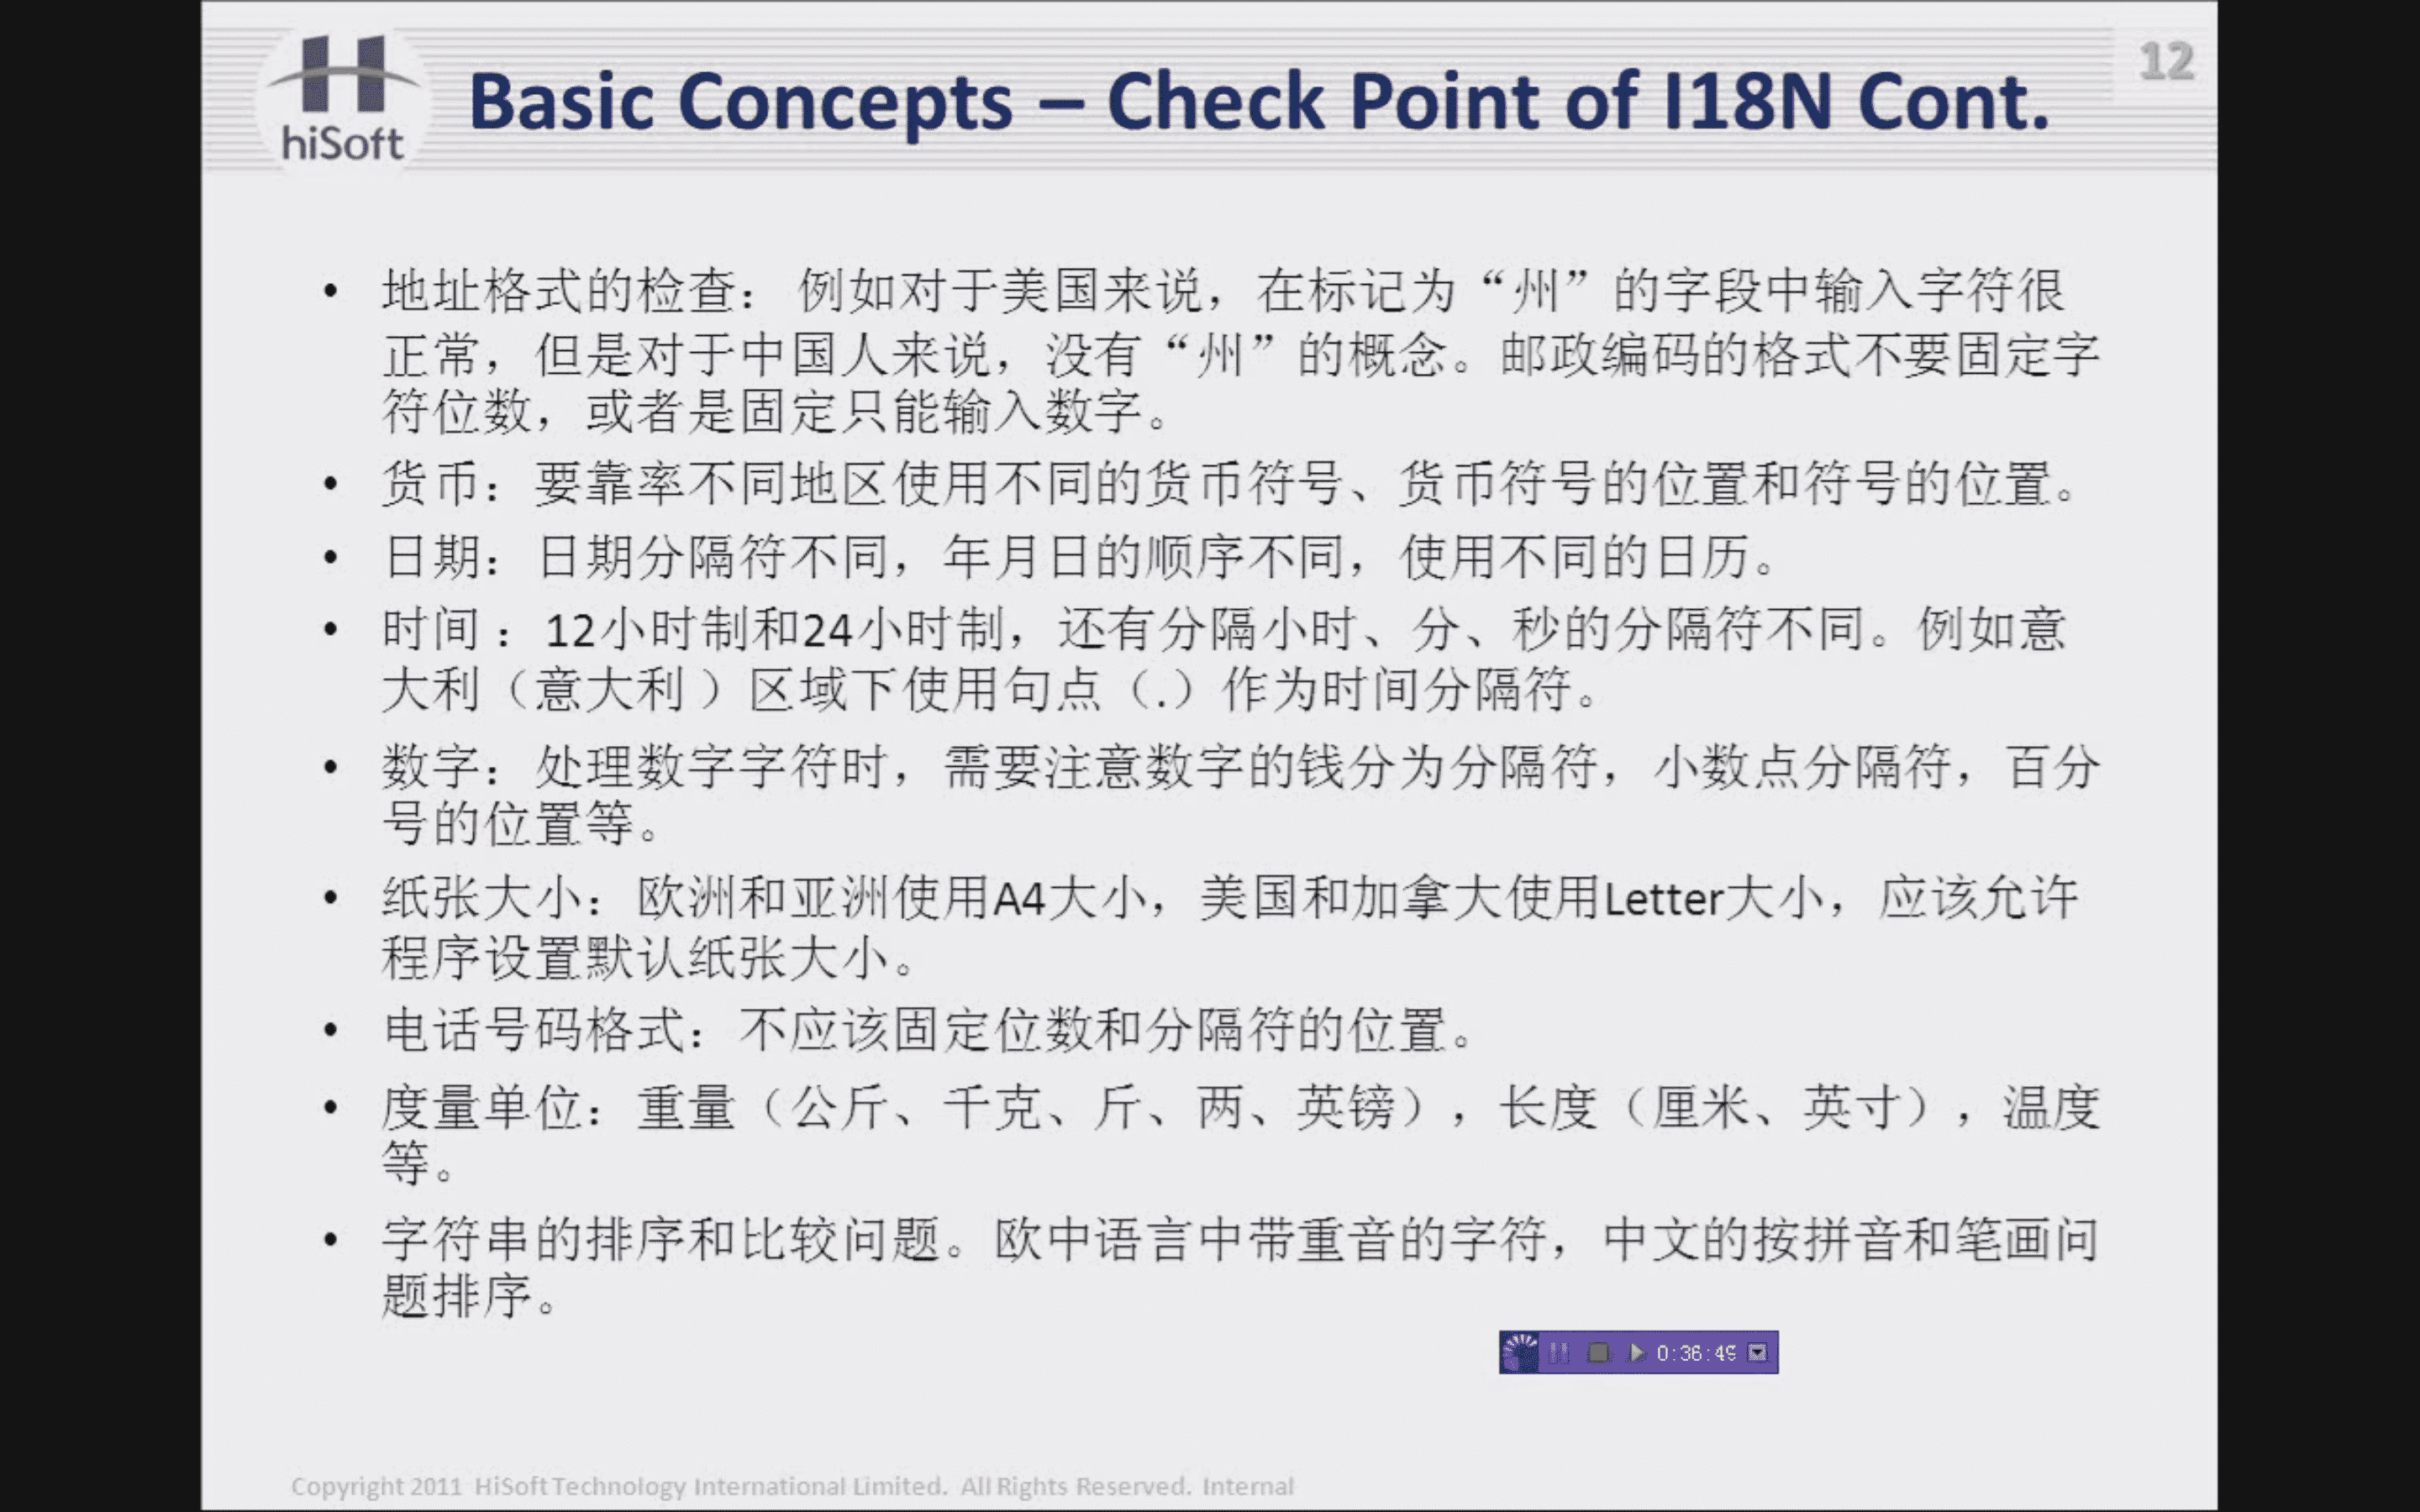 12
hiSoft
Basic Concepts – Check Point of I18N Cont.
• 地址格式的检查： 例如对于美国来说，在标记为“州”的字段中输入字符很
正常，但是对于中国人来说，没有“州”的概念。邮政编码的格式不要固定字
符位数，或者是固定只能输入数字。
• 货币：要靠率不同地区使用不同的货币符号、货币符号的位置和符号的位置。
• 日期：日期分隔符不同，年月日的顺序不同，使用不同的日历。
• 时间 ：12小时制和24小时制，还有分隔小时、分、秒的分隔符不同。例如意
大利（意大利）区域下使用句点（.）作为时间分隔符。
• 数字：处理数字字符时，需要注意数字的钱分为分隔符，小数点分隔符，百分
号的位置等。
• 纸张大小：欧洲和亚洲使用A4大小，美国和加拿大使用Letter大小，应该允许
程序设置默认纸张大小。
• 电话号码格式：不应该固定位数和分隔符的位置。
• 度量单位：重量（公斤、千克、斤、两、英镑），长度（厘米、英寸），温度
等。
• 字符串的排序和比较问题。欧中语言中带重音的字符，中文的按拼音和笔画问
题排序。
0:36:49
Copyright 2011 HiSoft Technology International Limited. All Rights Reserved. Internal